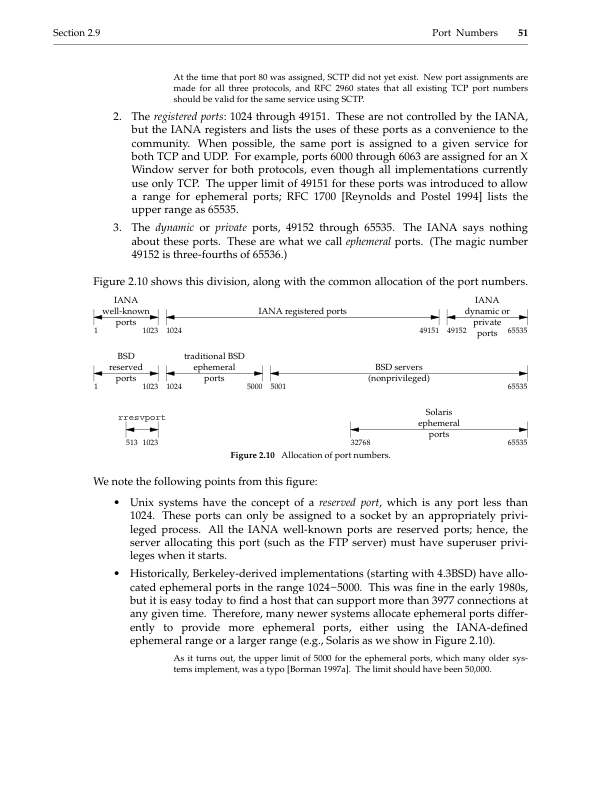 Section 2.9 Port Numbers 51
At the time that port 80 was assigned, SCTP did not yet exist. New port assignments are
made for all three protocols, and RFC 2960 states that all existing TCP port numbers
should be valid for the same service using SCTP.
2. The registered ports: 1024 through 49151. These are not controlled by the IANA,
but the IANA registers and lists the uses of these ports as a convenience to the
community. When possible, the same port is assigned to a given service for
both TCP and UDP. For example, ports 6000 through 6063 are assigned for an X
Window server for both protocols, even though all implementations currently
use only TCP. The upper limit of 49151 for these ports was introduced to allow
a range for ephemeral ports; RFC 1700 [Reynolds and Postel 1994] lists the
upper range as 65535.
3. The dynamic or private ports, 49152 through 65535. The IANA says nothing
about these ports. These are what we call ephemeral ports. (The magic number
49152 is three-fourths of 65536.)
Figure 2.10 shows this division, along with the common allocation of the port numbers.
IANA
well-known
ports
1 1023
IANA registered ports
1024 49151
IANA
dynamic or
private
ports
49152 65535
BSD
reserved
ports
1 1023
traditional BSD
ephemeral
ports
1024 5000
BSD servers
(nonprivileged)
5001 65535
rresvport
513 1023
Solaris
ephemeral
ports
32768 65535
Figure 2.10 Allocation of port numbers.
We note the following points from this figure:
• Unix systems have the concept of a reserved port, which is any port less than
1024. These ports can only be assigned to a socket by an appropriately privi-
leged process. All the IANA well-known ports are reserved ports; hence, the
server allocating this port (such as the FTP server) must have superuser privi-
leges when it starts.
• Historically, Berkeley-derived implementations (starting with 4.3BSD) have allo-
cated ephemeral ports in the range 1024−5000. This was fine in the early 1980s,
but it is easy today to find a host that can support more than 3977 connections at
any given time. Therefore, many newer systems allocate ephemeral ports differ-
ently to provide more ephemeral ports, either using the IANA-defined
ephemeral range or a larger range (e.g., Solaris as we show in Figure 2.10).
As it turns out, the upper limit of 5000 for the ephemeral ports, which many older sys-
tems implement, was a typo [Borman 1997a]. The limit should have been 50,000.